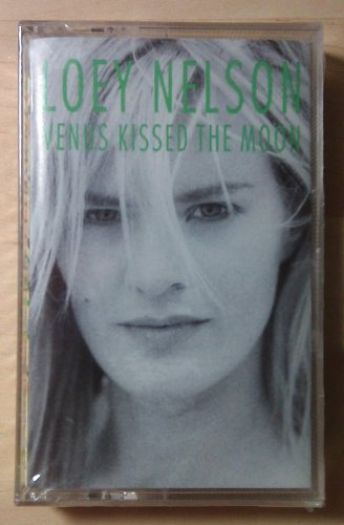 LOEY NELSON
VENUS KISSED THE MOON